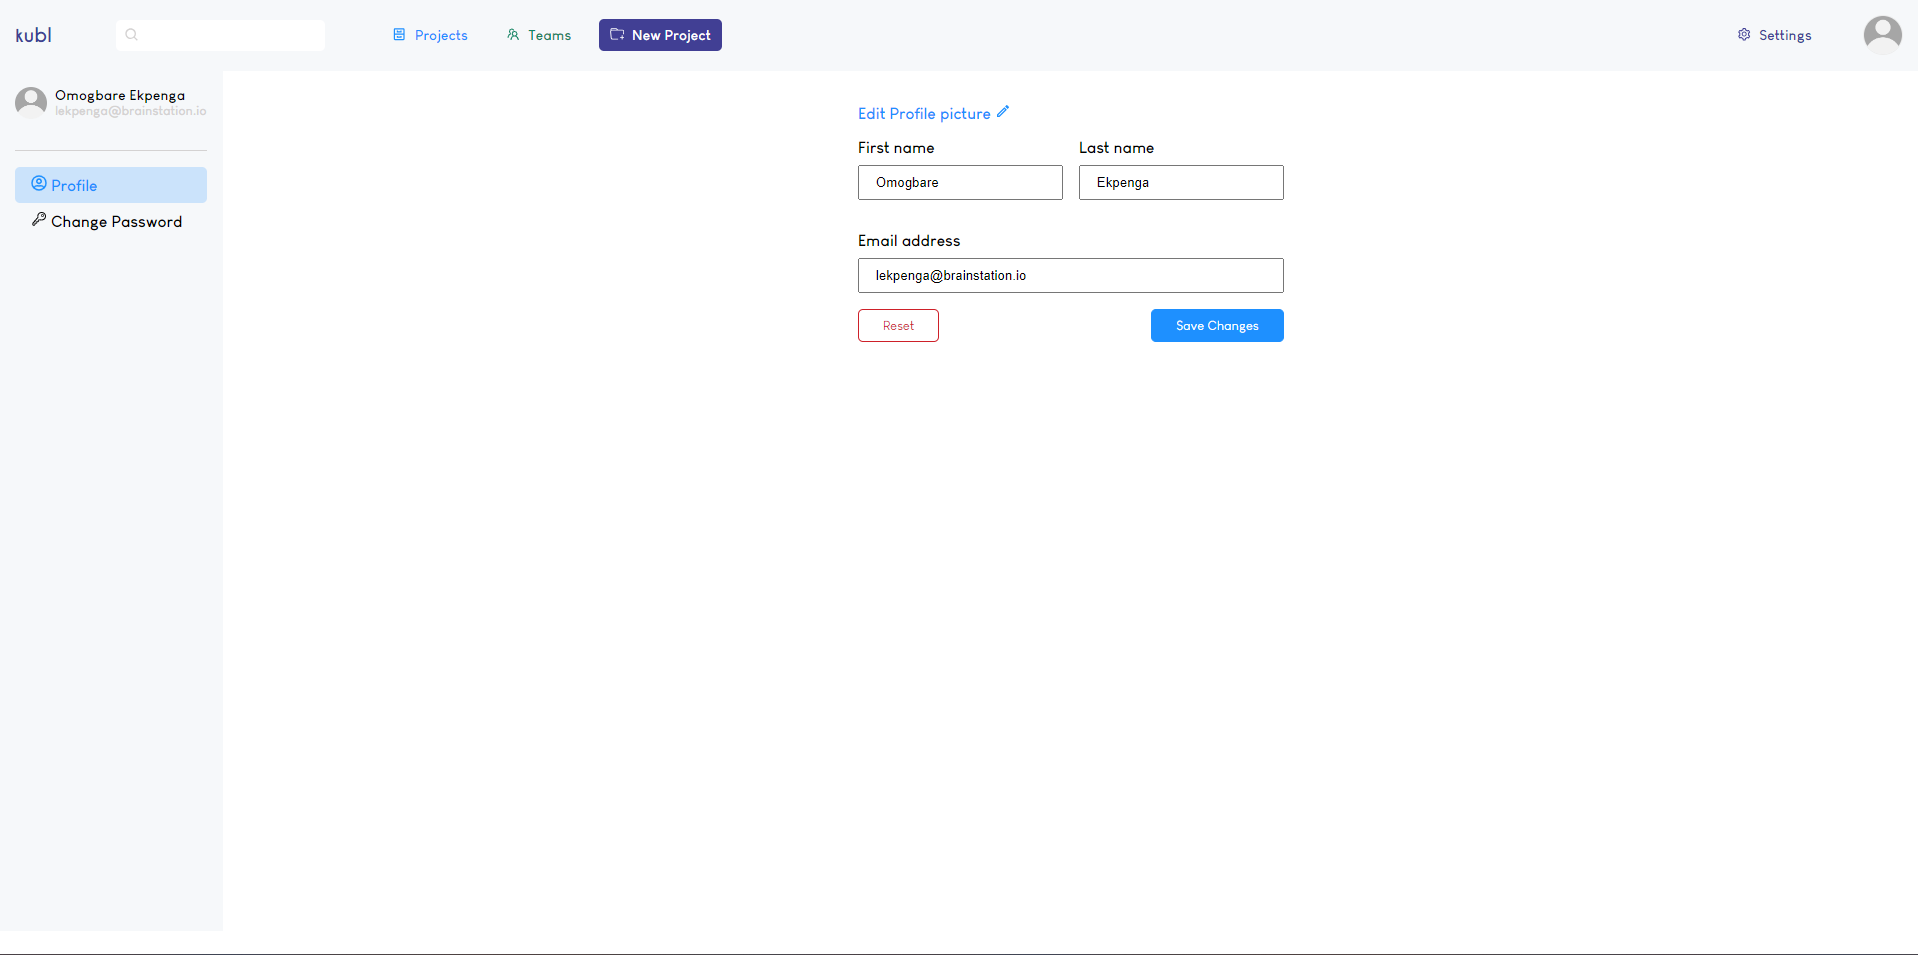 kubl
Projects
Teams
New Project
Settings
Omogbare Ekpenga
lekpenga@brainstation.io
Profile
Change Password
Edit Profile picture
First name
Last name
Omogbare
Ekpenga
Email address
lekpenga@brainstation.io
Reset
Save Changes